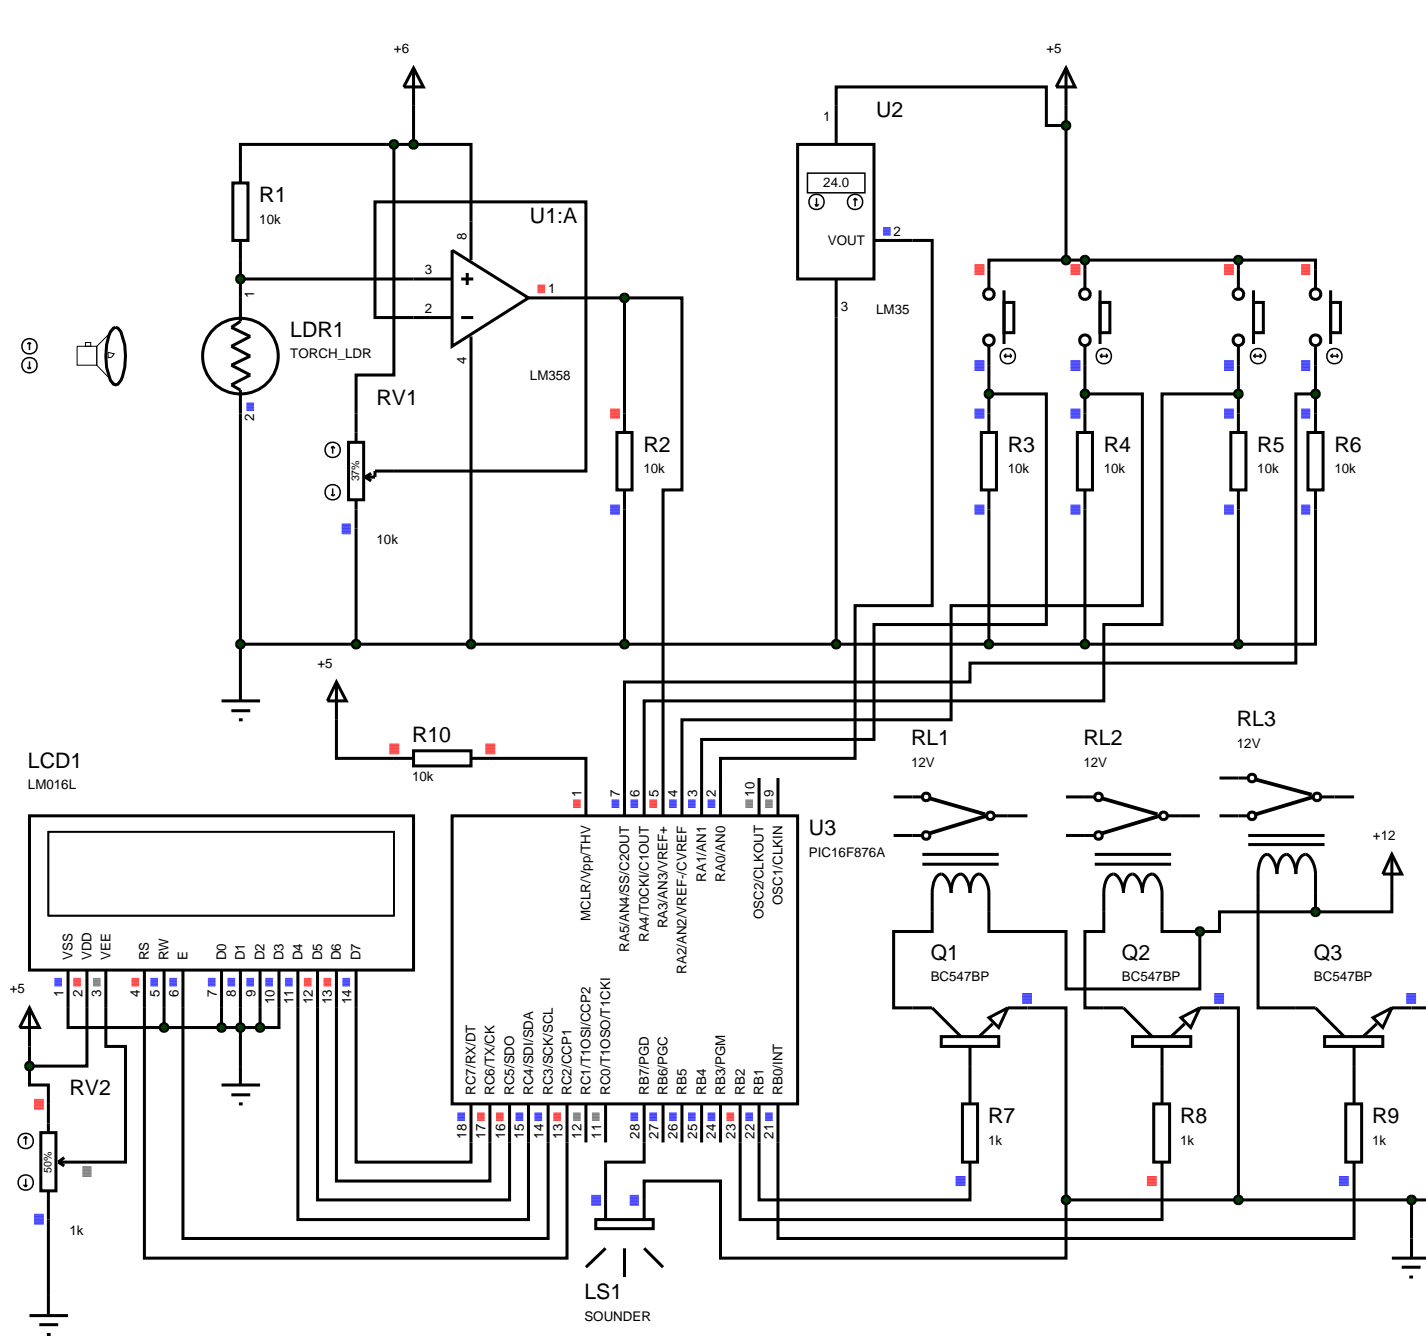 +6
+5
U2
1
24.0
VOUT
2
3
LM35
R1
10k
U1:A
8
3
2
1
4
LM358
1
LDR1
TORCH_LDR
2
RV1
37%
10k
R2
10k
R3
10k
R4
10k
R5
10k
R6
10k
+5
R10
10k
LCD1
LM016L
VSS
VDD
VEE
RS
RW
E
D0
D1
D2
D3
D4
D5
D6
D7
1
2
3
4
5
6
7
8
9
10
11
12
13
14
+5
RV2
50%
1k
1
7
6
5
4
3
2
10
9
U3
PIC16F876A
MCLR/Vpp/THV
RA5/AN4/SS/C2OUT
RA4/T0CKI/C1OUT
RA3/AN3/VREF+
RA2/AN2/VREF-/CVREF
RA1/AN1
RA0/AN0
OSC2/CLKOUT
OSC1/CLKIN
RC7/RX/DT
RC6/TX/CK
RC5/SDO
RC4/SDI/SDA
RC3/SCK/SCL
RC2/CCP1
RC1/T1OSI/CCP2
RC0/T1OSO/T1CKI
RB7/PGD
RB6/PGC
RB5
RB4
RB3/PGM
RB2
RB1
RB0/INT
18
17
16
15
14
13
12
11
28
27
26
25
24
23
22
21
LS1
SOUNDER
RL1
12V
RL2
12V
RL3
12V
+12
Q1
BC547BP
Q2
BC547BP
Q3
BC547BP
R7
1k
R8
1k
R9
1k